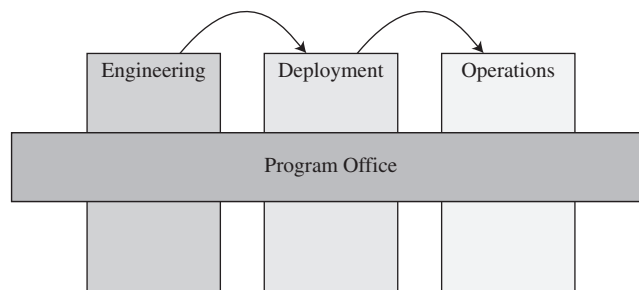 Engineering
Deployment
Operations
Program Office